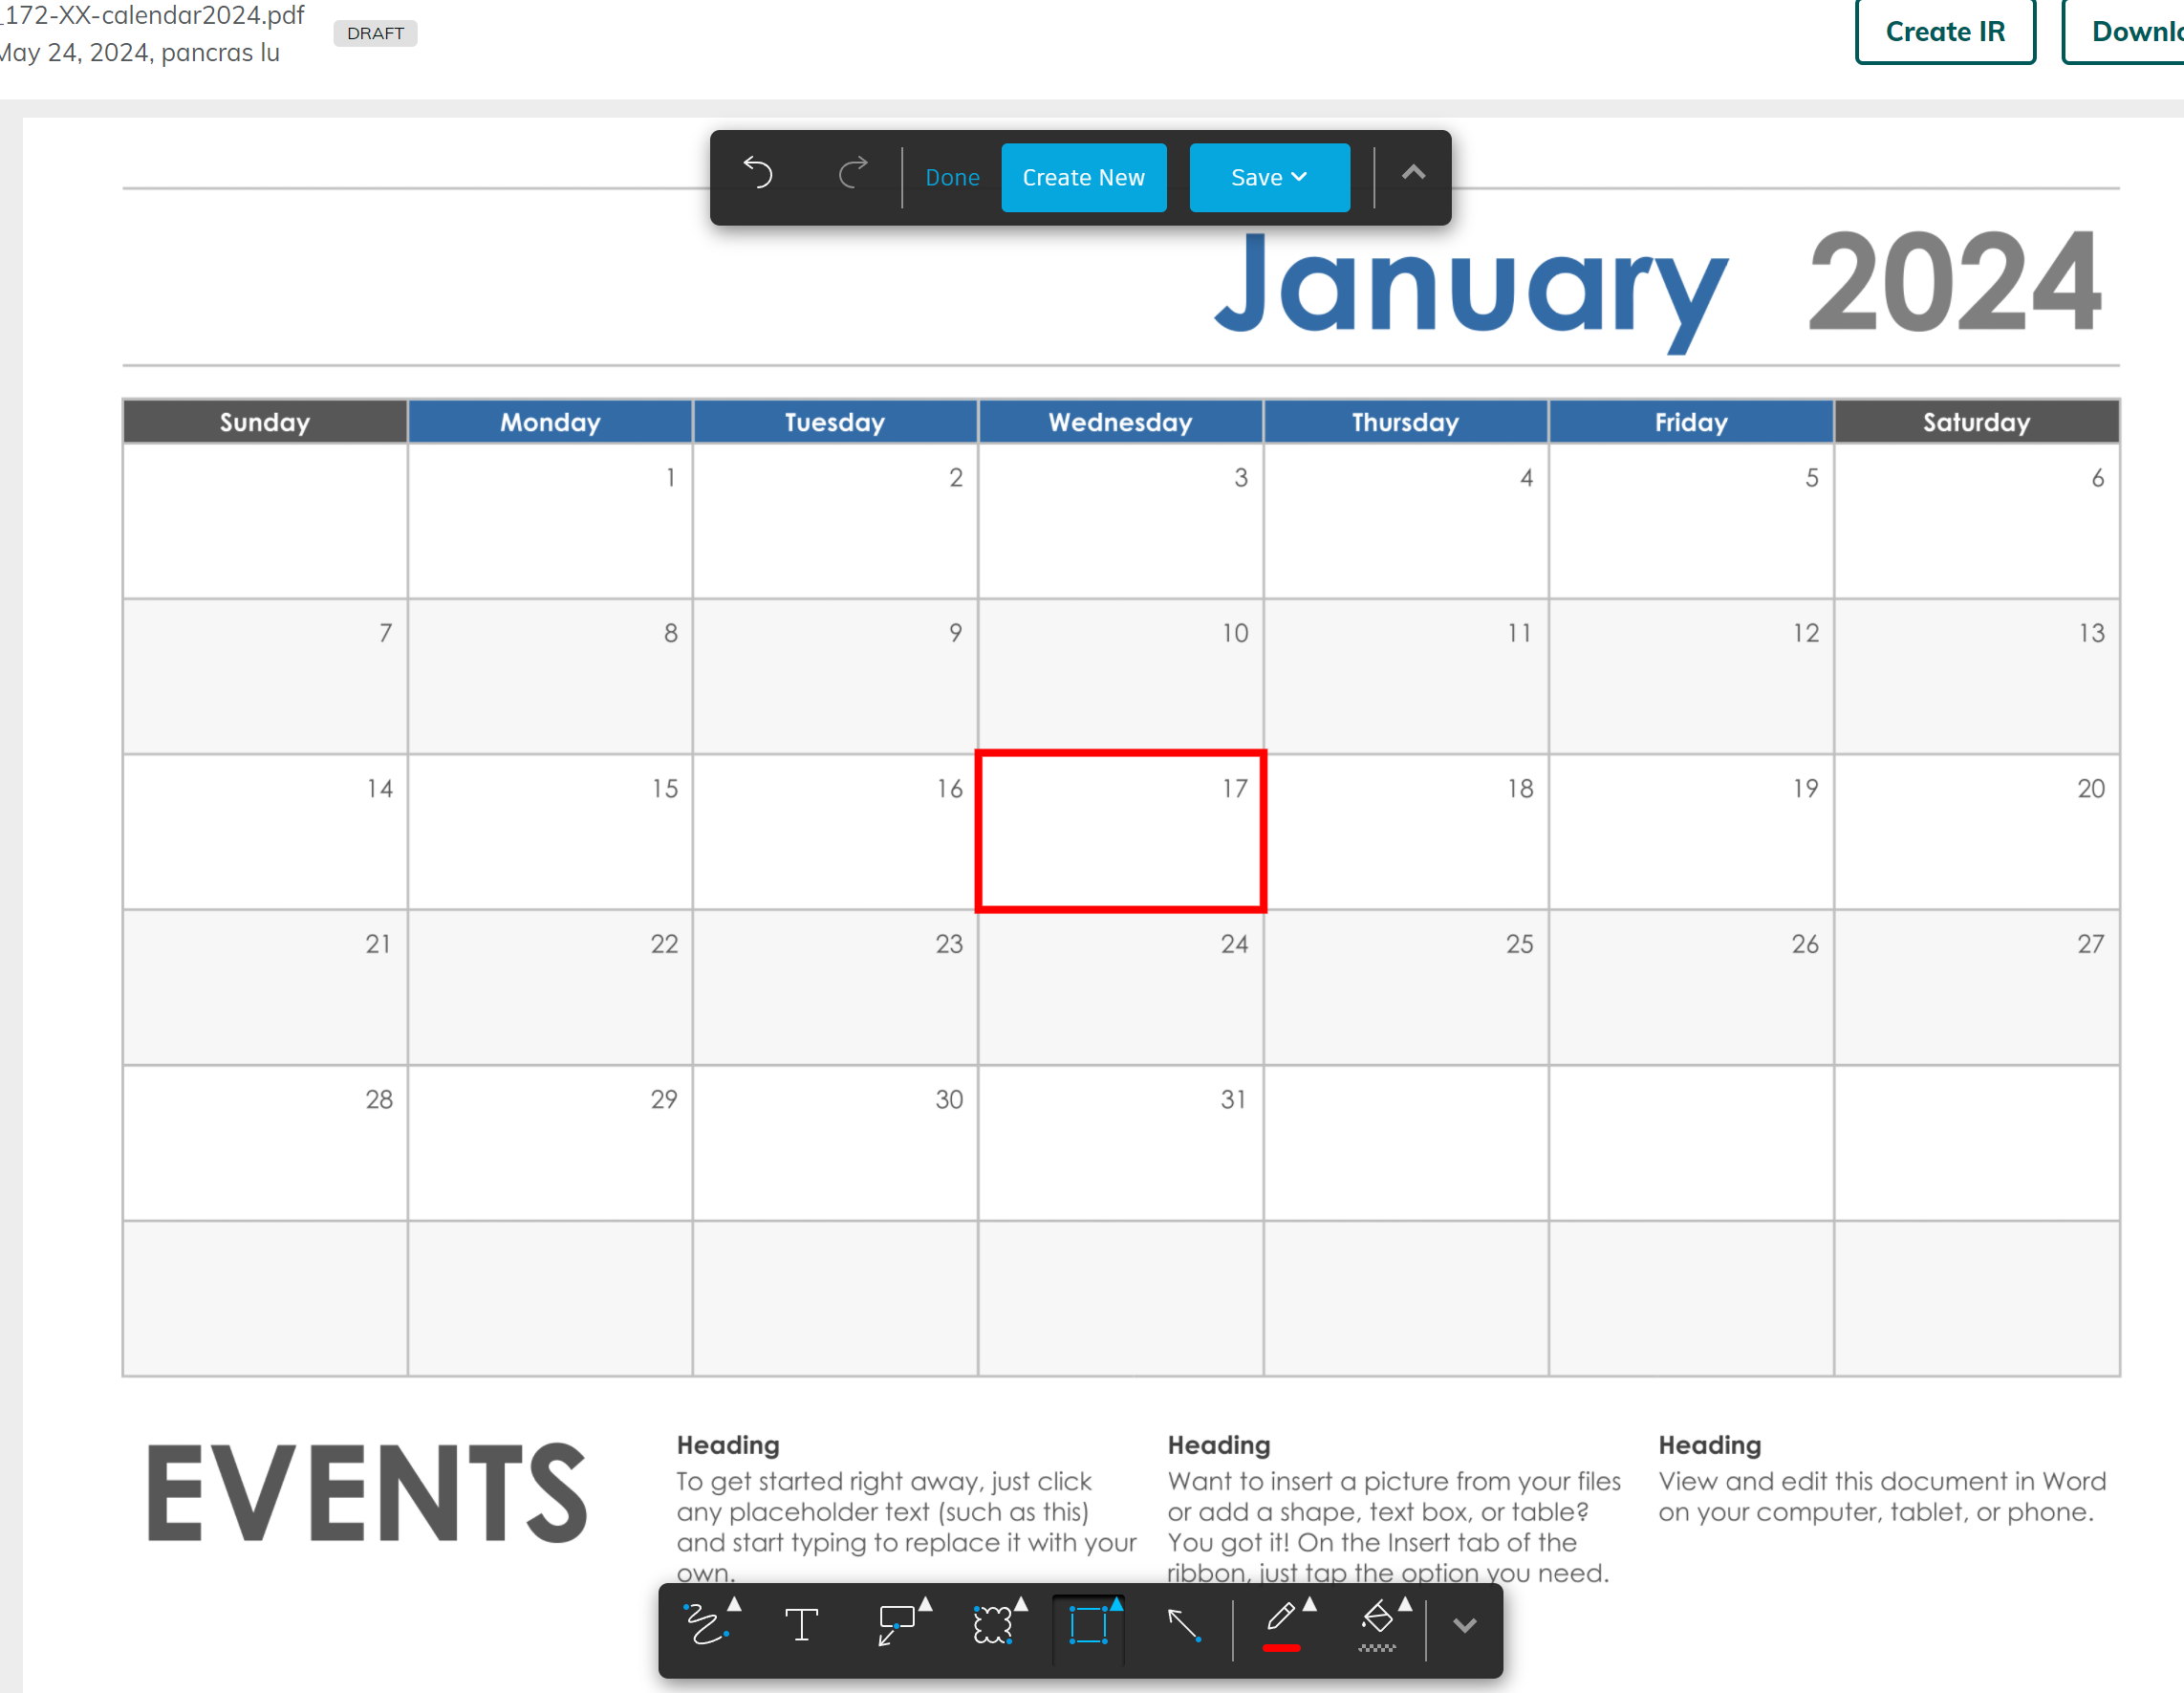 _172-XX-calendar2024.pdf
May 24, 2024, pancras lu
DRAFT
Create IR
Done
Create New
Save
January 2024
Sunday Monday Tuesday Wednesday Thursday Friday Saturday
1 2 3 4 5 6
7 8 9 10 11 12 13
14 15 16 17 18 19 20
21 22 23 24 25 26 27
28 29 30 31
EVENTS
Heading
To get started right away, just click
any placeholder text (such as this)
and start typing to replace it with your
own.
Heading
Want to insert a picture from your files
or add a shape, text box, or table?
You got it! On the Insert tab of the
ribbon, just tap the option you need.
Heading
View and edit this document in Word
on your computer, tablet, or phone.